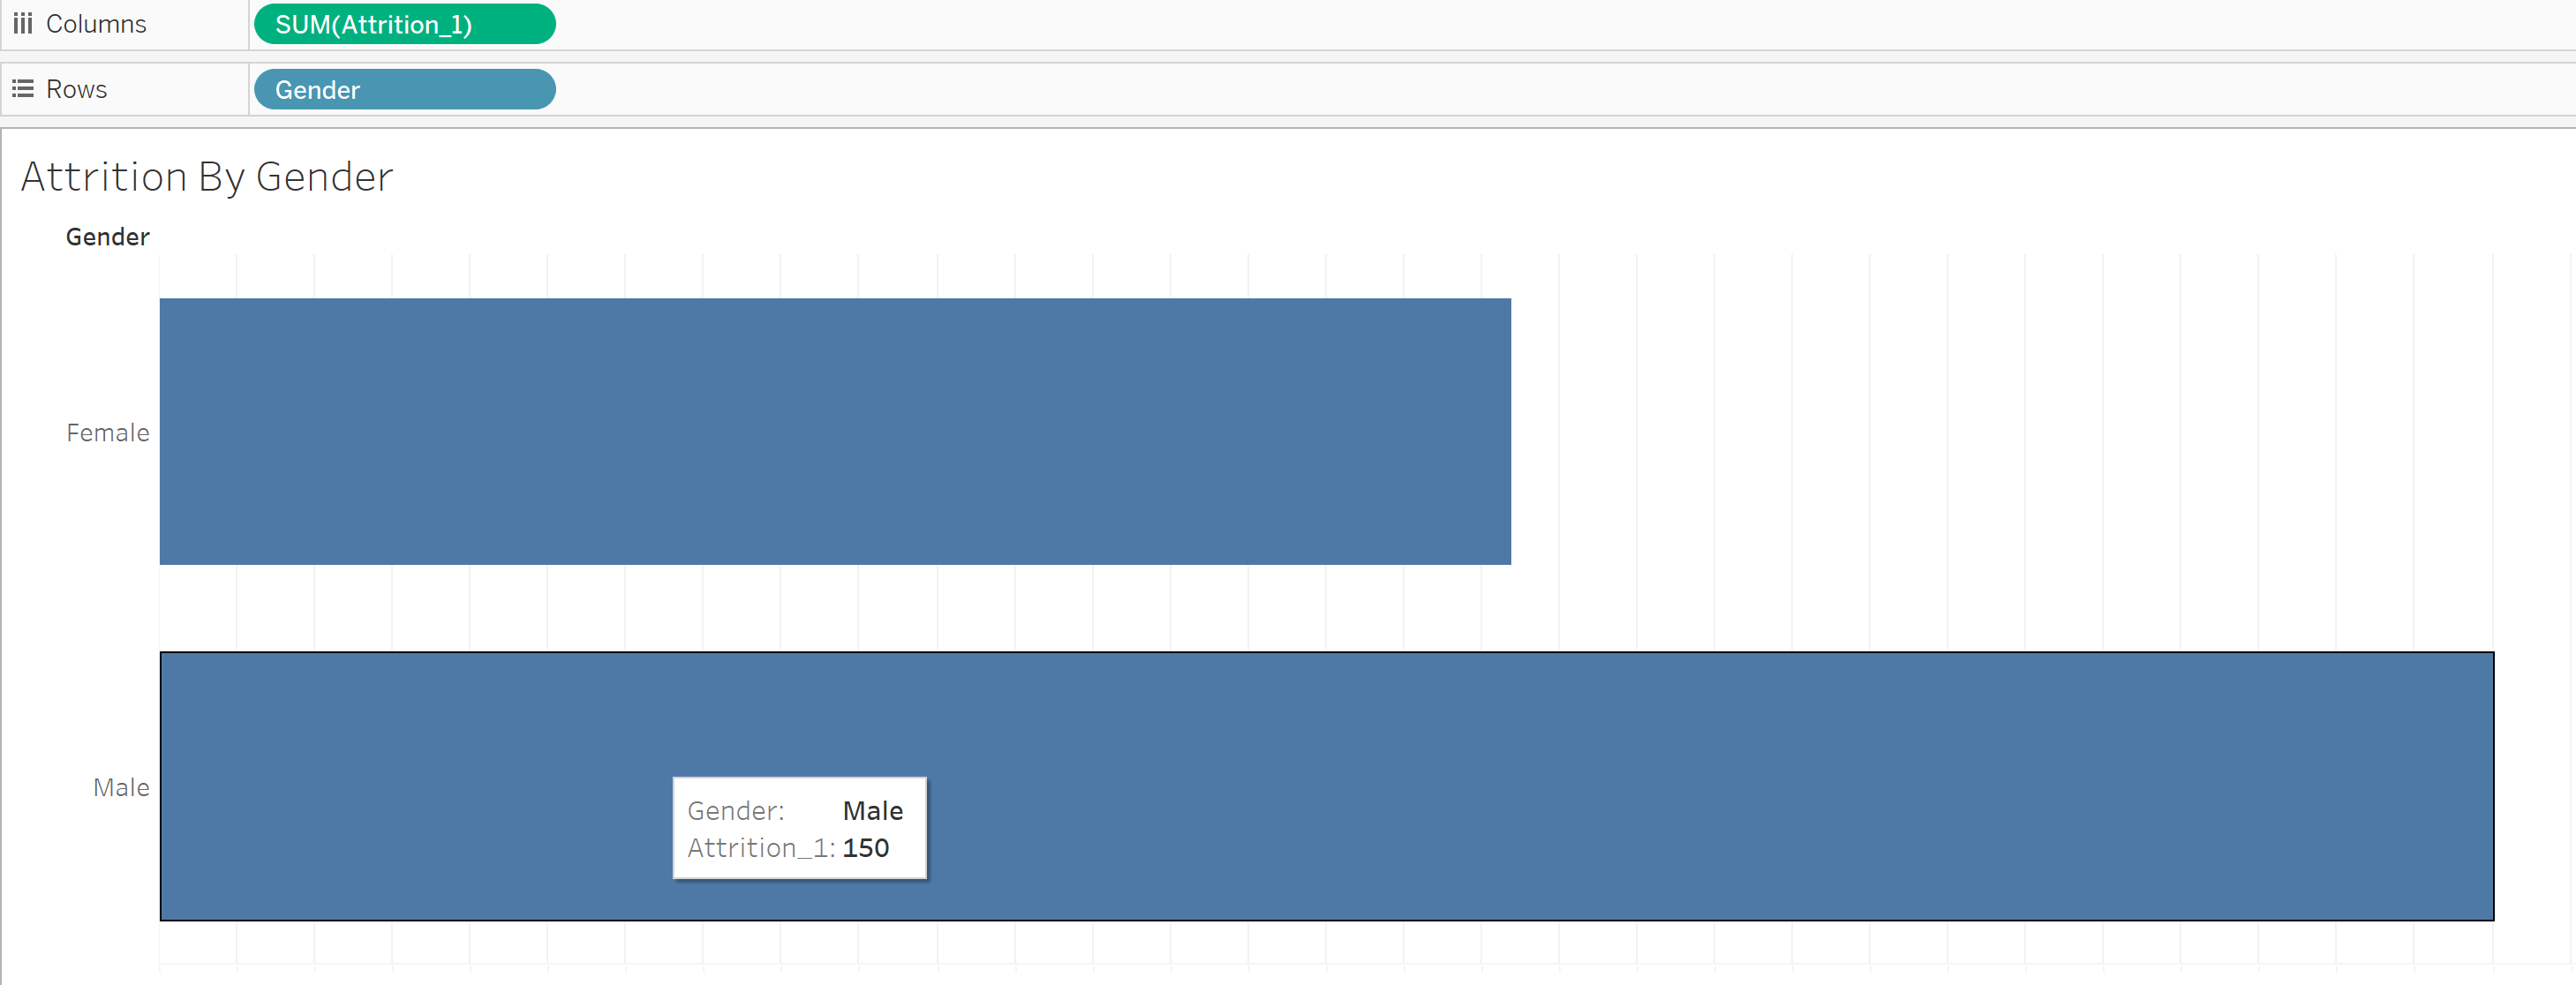 Columns SUM(Attrition_1)
Rows Gender
Attrition By Gender
Gender
Female
Male
Gender: Male
Attrition_1: 150